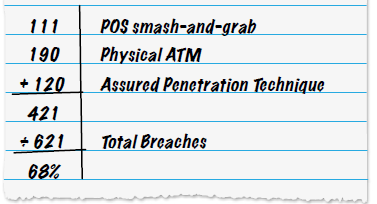 111 POS smash-and-grab
190 Physical ATM
+ 120 Assured Penetration Technique
421
÷ 621 Total Breaches
68%